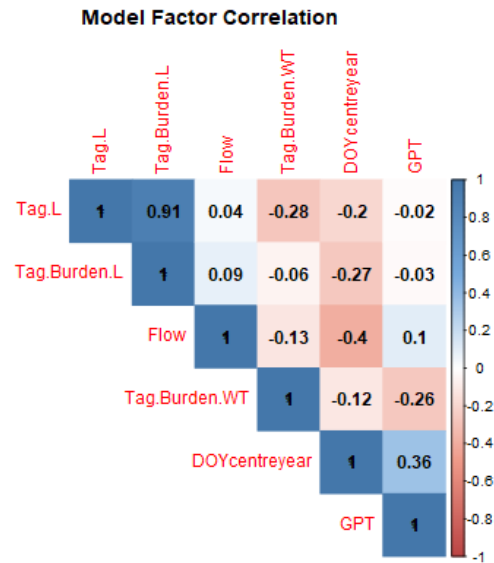 Model Factor Correlation
Tag.L Tag.Burden.L Flow Tag.Burden.WT DOYcentreyear GPT
Tag.L 1 0.91 0.04 -0.28 -0.2 -0.02
Tag.Burden.L 1 0.09 -0.06 -0.27 -0.03
Flow 1 -0.13 -0.4 0.1
Tag.Burden.WT 1 -0.12 -0.26
DOYcentreyear 1 0.36
GPT 1
1
0.8
0.6
0.4
0.2
0
-0.2
-0.4
-0.6
-0.8
-1